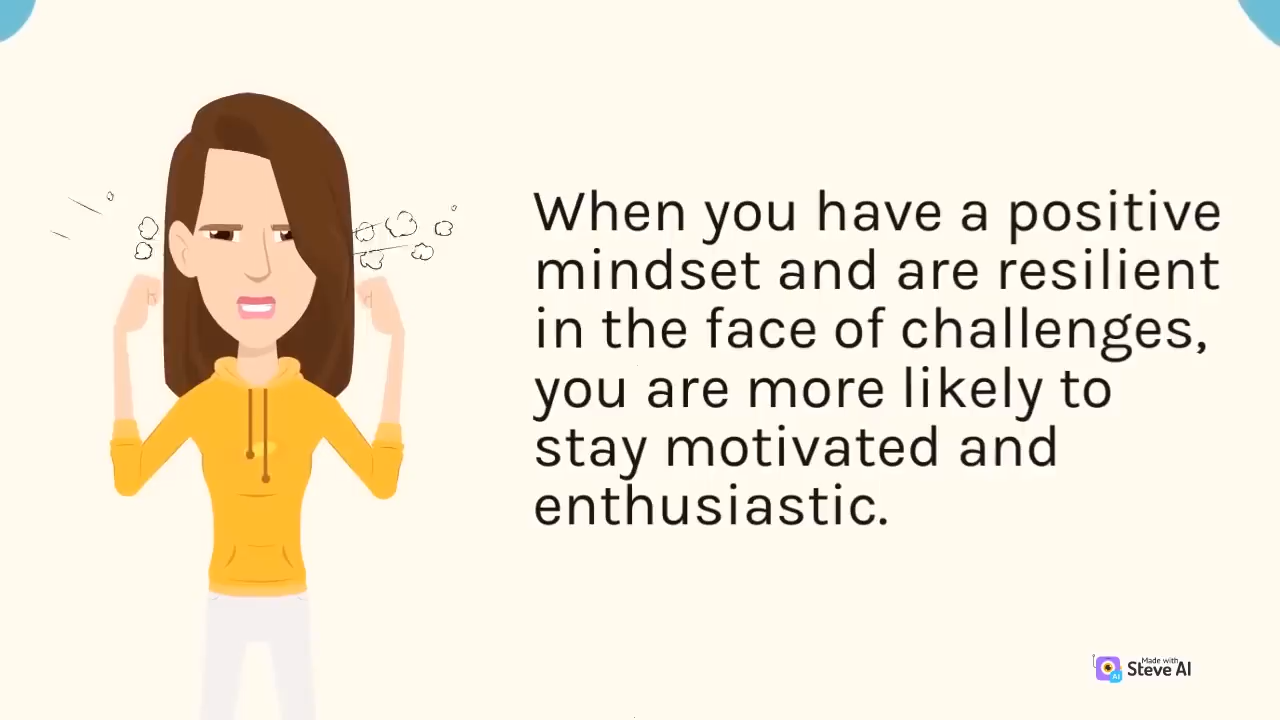 When you have a positive
mindset and are resilient
in the face of challenges,
you are more likely to
stay motivated and
enthusiastic.
Made with
Steve AI
AI